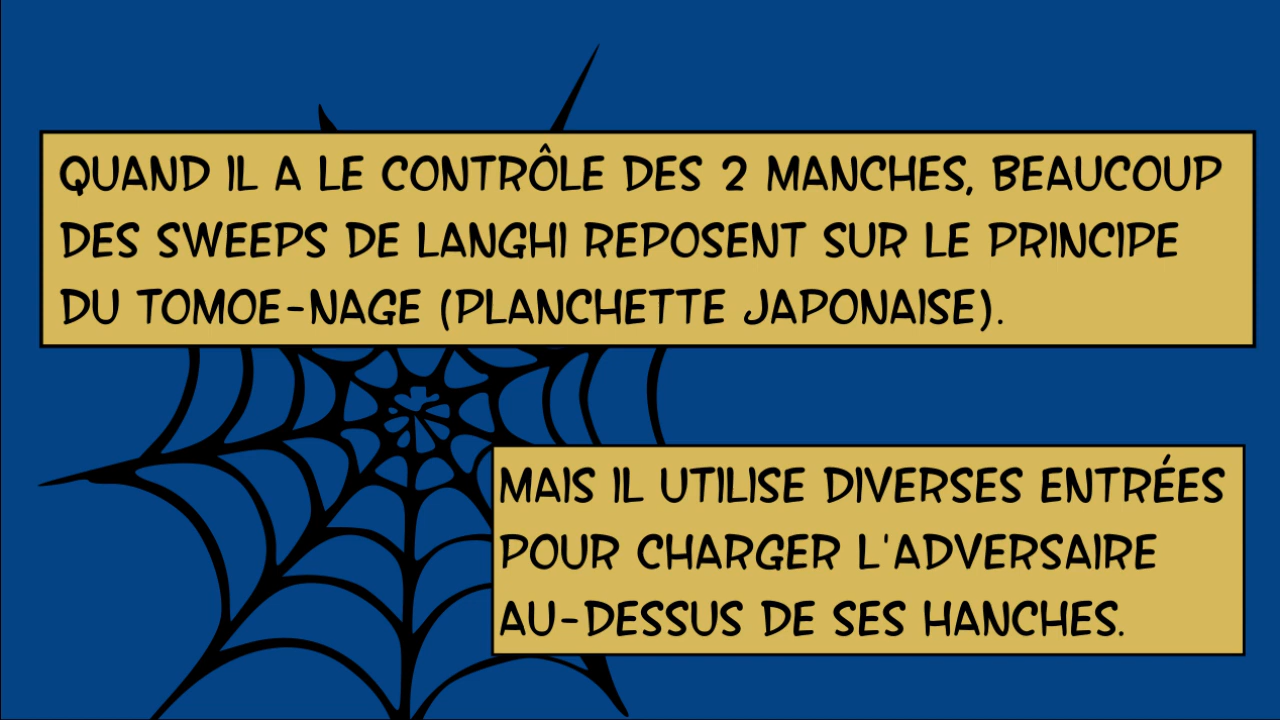 QUAND IL A LE CONTRÔLE DES 2 MANCHES, BEAUCOUP
DES SWEEPS DE LANGHI REPOSENT SUR LE PRINCIPE
DU TOMOE-NAGE (PLANCHETTE JAPONAISE).
MAIS IL UTILISE DIVERSES ENTRÉES
POUR CHARGER L'ADVERSAIRE
AU-DESSUS DE SES HANCHES.